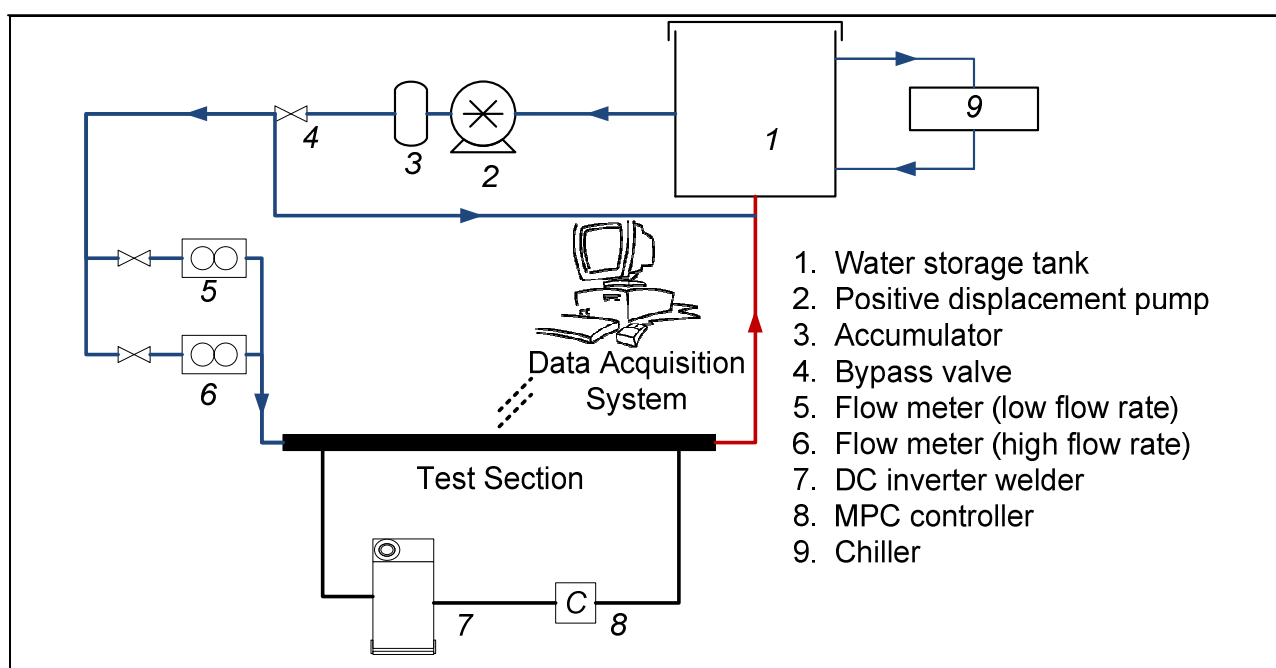 1
9
4
3
2
5
6
Data Acquisition
System
Test Section
7
C
8
1. Water storage tank
2. Positive displacement pump
3. Accumulator
4. Bypass valve
5. Flow meter (low flow rate)
6. Flow meter (high flow rate)
7. DC inverter welder
8. MPC controller
9. Chiller